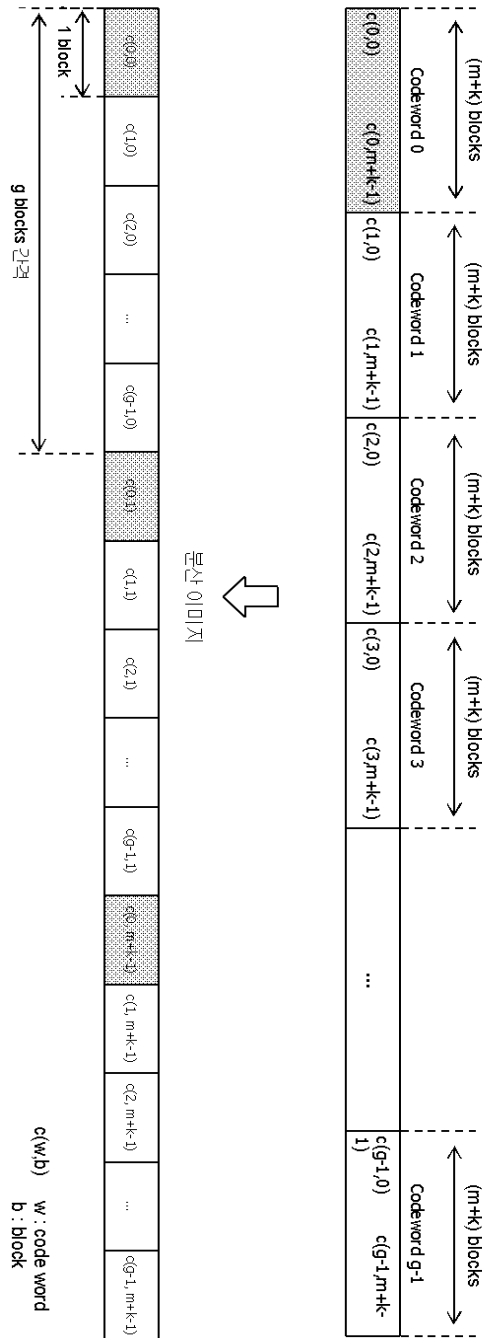 (m+k) blocks
(m+k) blocks
(m+k) blocks
(m+k) blocks
(m+k) blocks
Codeword 0
Codeword 1
Codeword 2
Codeword 3
Codeword g-1
c(0,0)
c(0,m+k-1)
c(1,0)
c(1,m+k-1)
c(2,0)
c(2,m+k-1)
c(3,0)
c(3,m+k-1)
...
c(g-1,0)
c(g-1,m+k-
1)
분산 이미지
c(0,0)
c(1,0)
c(2,0)
...
c(g-1,0)
c(0,1)
c(1,1)
c(2,1)
...
c(g-1,1)
c(0, m+k-1)
c(1, m+k-1)
c(2, m+k-1)
...
c(g-1, m+k-1)
1 block
g blocks 간격
c(w,b) w : code word
b : block